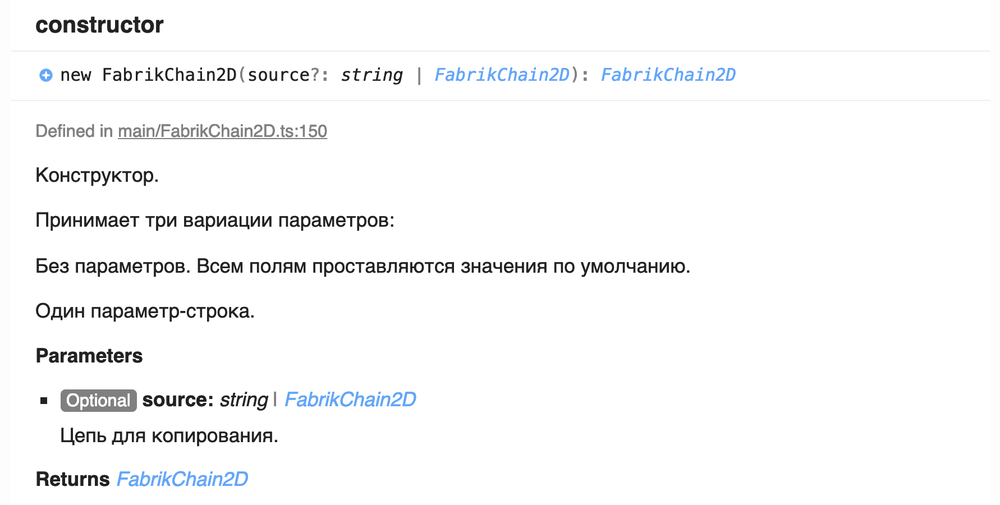 constructor
new FabrikChain2D(source?: string | FabrikChain2D): FabrikChain2D
Defined in main/FabrikChain2D.ts:150
Конструктор.
Принимает три вариации параметров:
Без параметров. Всем полям проставляются значения по умолчанию.
Один параметр-строка.
Parameters
Optional source: string | FabrikChain2D
Цепь для копирования.
Returns FabrikChain2D